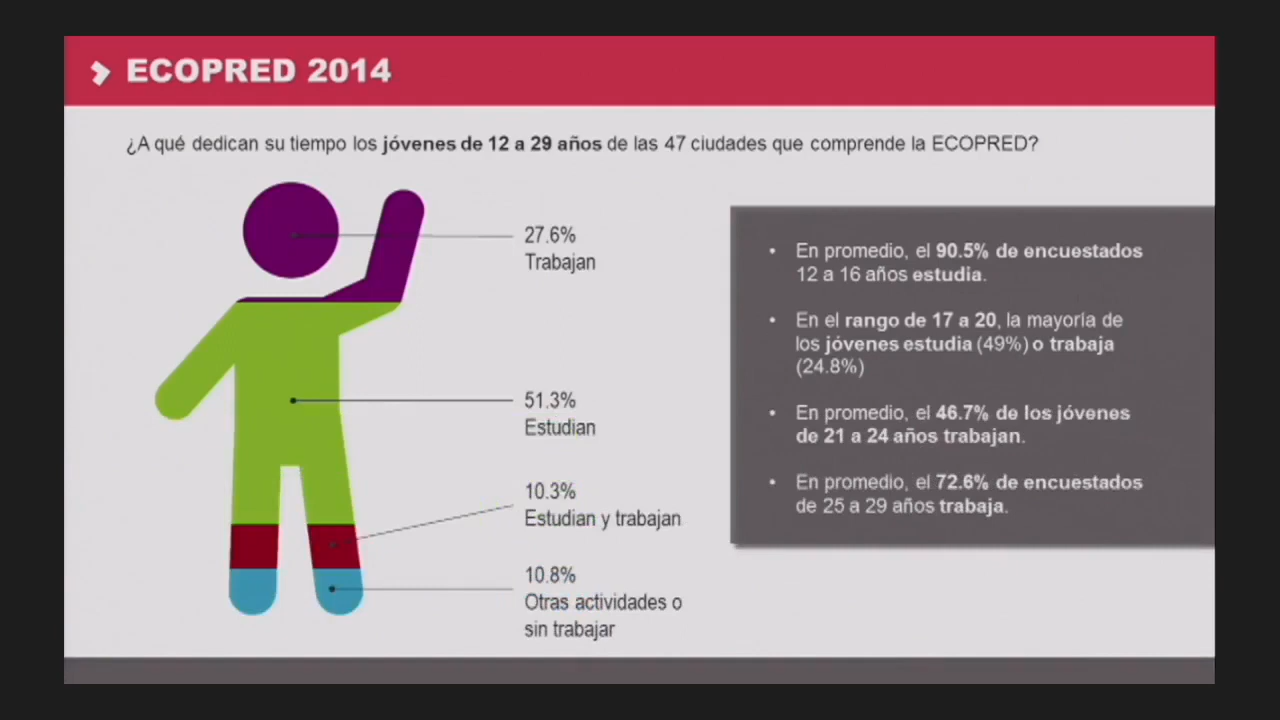 ECOPRED 2014
¿A qué dedican su tiempo los jóvenes de 12 a 29 años de las 47 ciudades que comprende la ECOPRED?
27.6%
Trabajan
51.3%
Estudian
10.3%
Estudian y trabajan
10.8%
Otras actividades o
sin trabajar
• En promedio, el 90.5% de encuestados
12 a 16 años estudia.
• En el rango de 17 a 20, la mayoría de
los jóvenes estudia (49%) o trabaja
(24.8%)
• En promedio, el 46.7% de los jóvenes
de 21 a 24 años trabajan.
• En promedio, el 72.6% de encuestados
de 25 a 29 años trabaja.